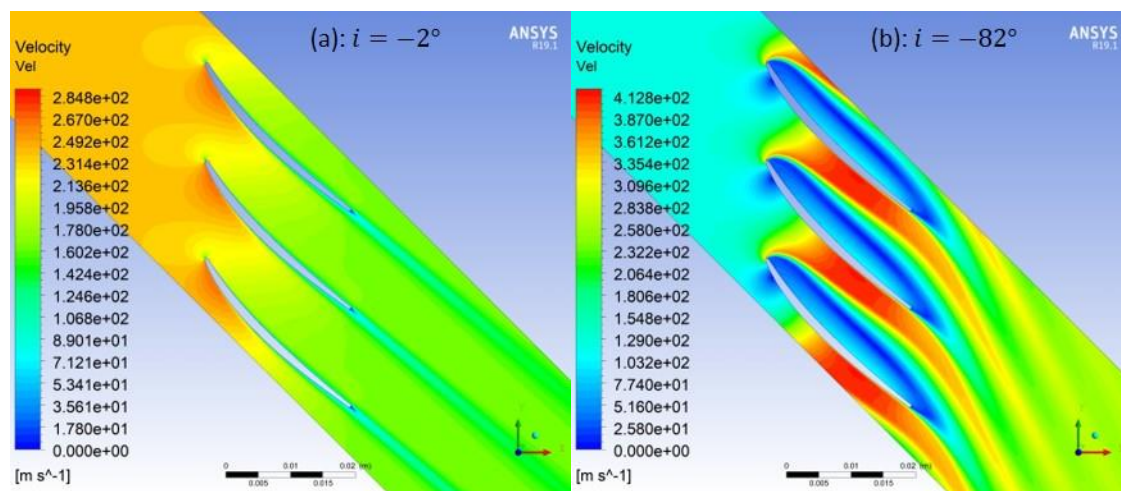 (a): i = −2°
ANSYS
R19.1
Velocity
Vel
2.848e+02
2.670e+02
2.492e+02
2.314e+02
2.136e+02
1.958e+02
1.780e+02
1.602e+02
1.424e+02
1.246e+02
1.068e+02
8.901e+01
7.121e+01
5.341e+01
3.561e+01
1.780e+01
0.000e+00
[m s^-1]
0 0.01 0.02 (m)
0.005 0.015
(b): i = −82°
ANSYS
R19.1
Velocity
Vel
4.128e+02
3.870e+02
3.612e+02
3.354e+02
3.096e+02
2.838e+02
2.580e+02
2.322e+02
2.064e+02
1.806e+02
1.548e+02
1.290e+02
1.032e+02
7.740e+01
5.160e+01
2.580e+01
0.000e+00
[m s^-1]
0 0.01 0.02 (m)
0.005 0.015